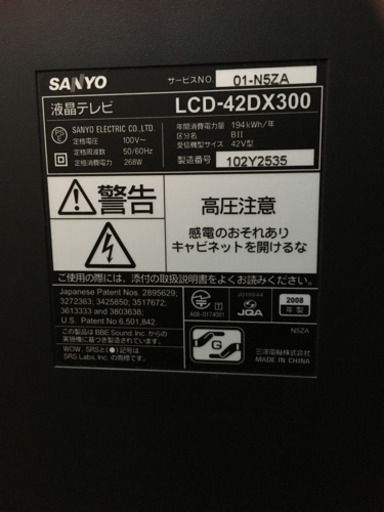 SANYO
サービスNO. 01-N5ZA
液晶テレビ LCD-42DX300
SANYO ELECTRIC CO.,LTD.
定格電圧 100V~
定格周波数 50/60Hz
定格消費電力 268W
年間消費電力量 194kWh/年
区分名 BII
受信機型サイズ 42V型
製造番号 102Y2535
警告
高圧注意
感電のおそれあり
キャビネットを開けるな
ご使用の際には、添付の取扱説明書をよくお読みください。
Japanese Patent Nos. 2895629;
3272363; 3425850; 3517672;
3613333 and 3803638;
U.S. Patent No. 6,501,842.
この製品は BBE Sound, Inc. からの
実施権に基づき製造されています。
WOW, SRSと(●)記号は
SRS Labs, Inc. の商標です。
JQA
2008
年製
N5ZA
G
三洋電機株式会社
MADE IN CHINA